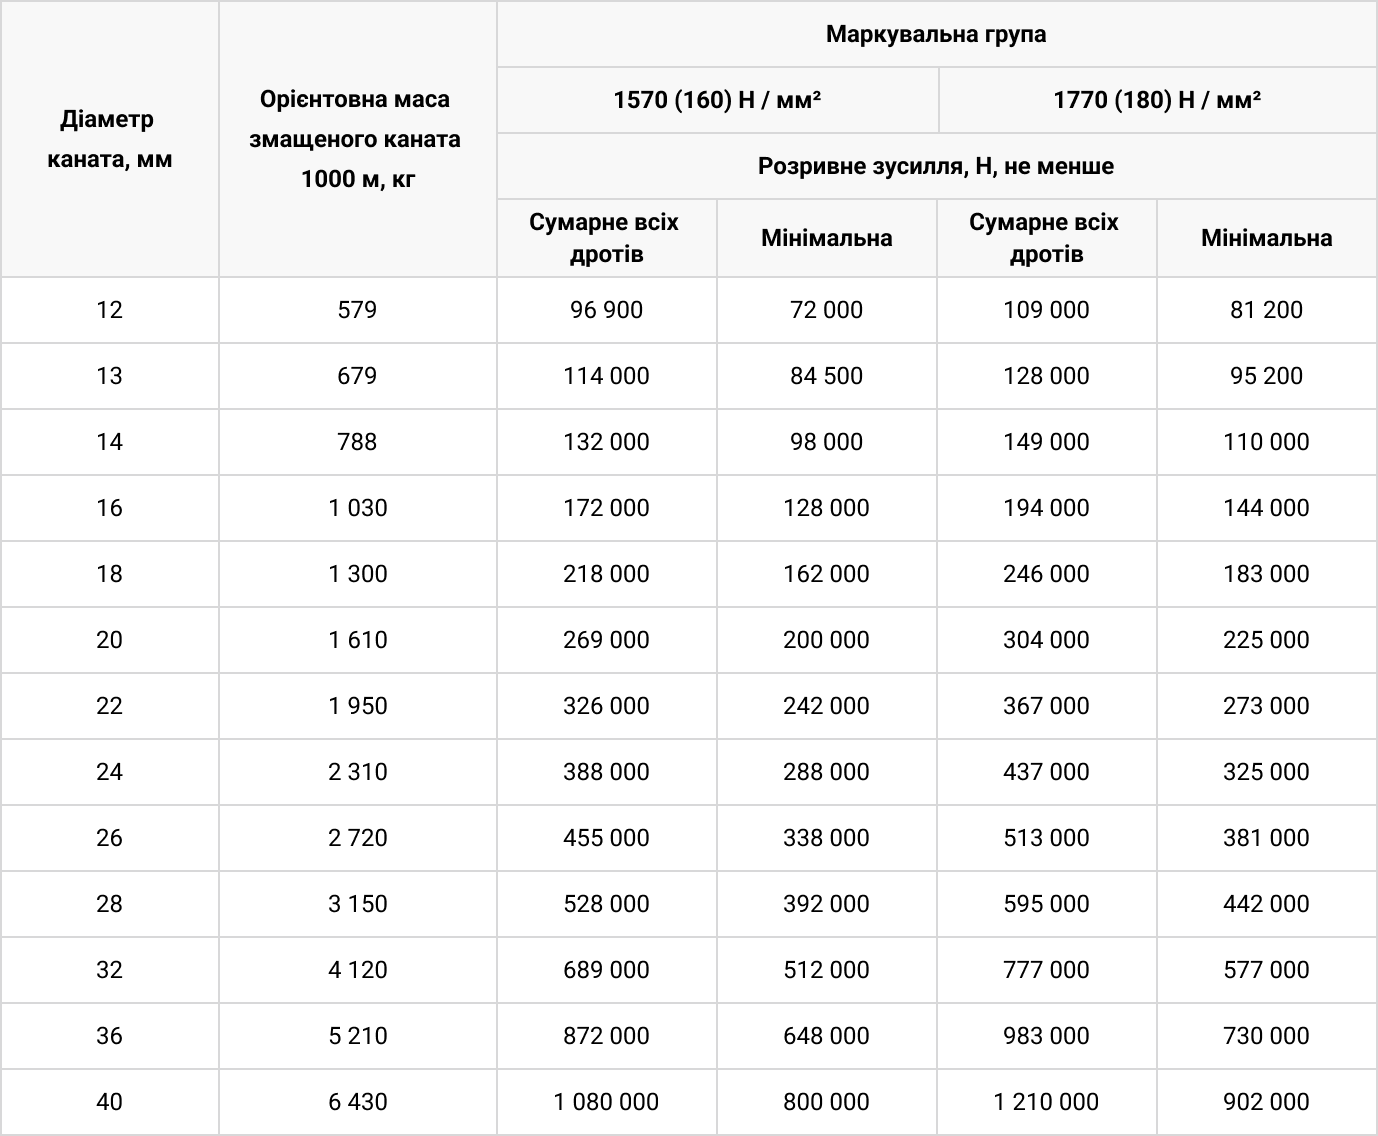 Діаметр
каната, мм
Орієнтовна маса
змащеного каната
1000 м, кг
Маркувальна група
1570 (160) Н / мм²
1770 (180) Н / мм²
Розривне зусилля, Н, не менше
Сумарне всіх
дротів
Мінімальна
Сумарне всіх
дротів
Мінімальна
12 579 96 900 72 000 109 000 81 200
13 679 114 000 84 500 128 000 95 200
14 788 132 000 98 000 149 000 110 000
16 1 030 172 000 128 000 194 000 144 000
18 1 300 218 000 162 000 246 000 183 000
20 1 610 269 000 200 000 304 000 225 000
22 1 950 326 000 242 000 367 000 273 000
24 2 310 388 000 288 000 437 000 325 000
26 2 720 455 000 338 000 513 000 381 000
28 3 150 528 000 392 000 595 000 442 000
32 4 120 689 000 512 000 777 000 577 000
36 5 210 872 000 648 000 983 000 730 000
40 6 430 1 080 000 800 000 1 210 000 902 000